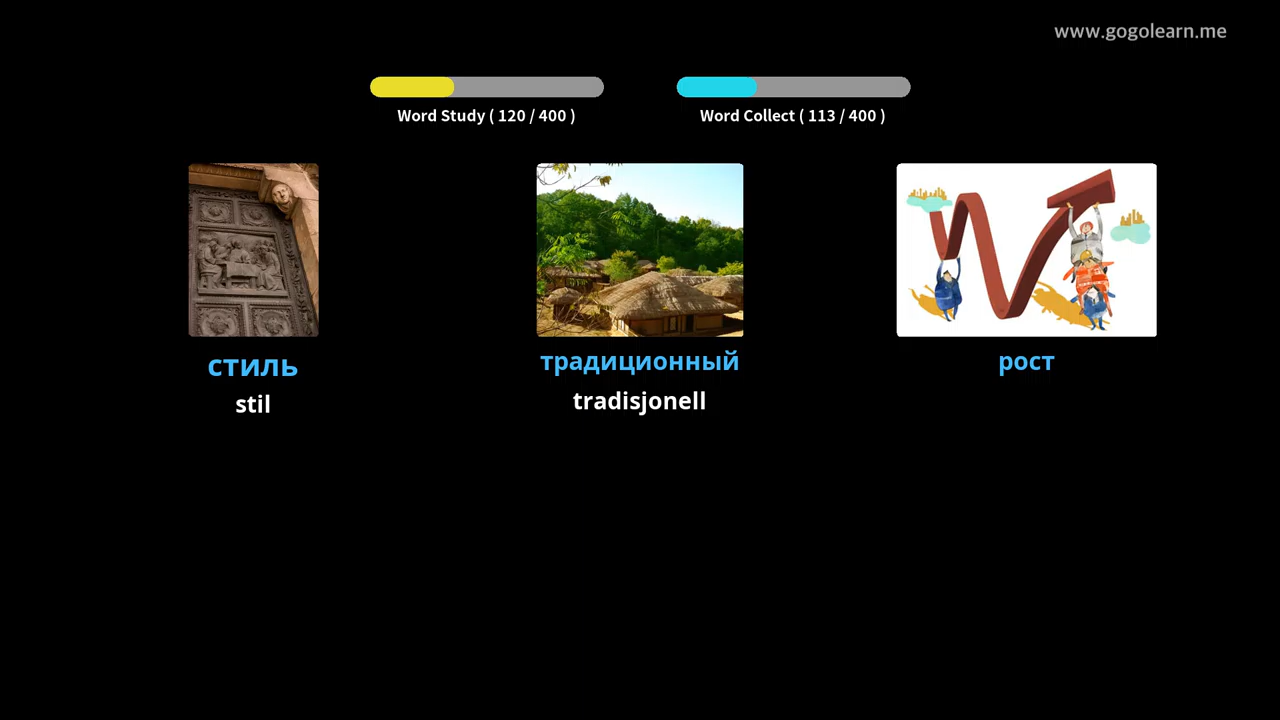 www.gogolearn.me
Word Study ( 120 / 400 )
Word Collect ( 113 / 400 )
стиль
традиционный
рост
stil
tradisjonell